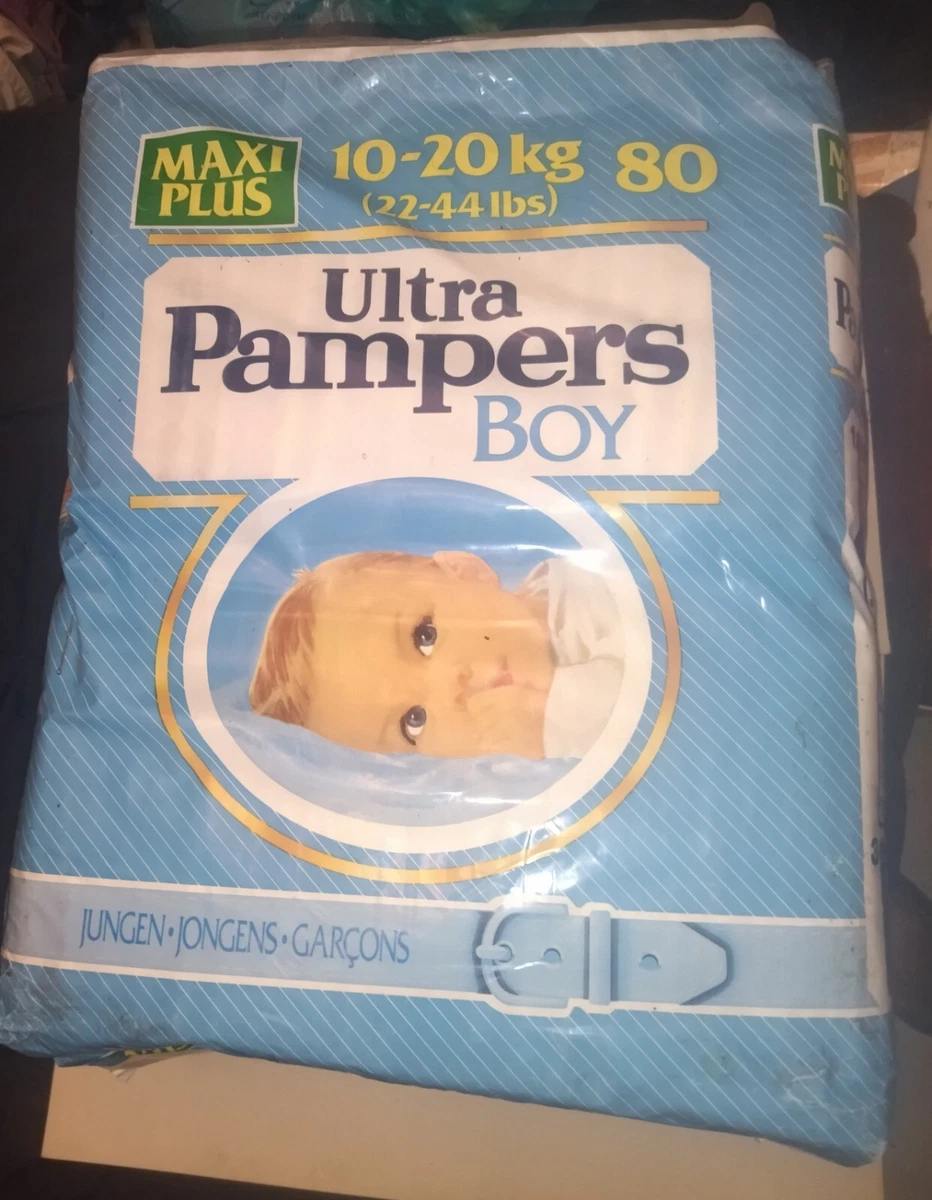 MAXI
PLUS
10-20 kg
(22-44 lbs)
80
Ultra
Pampers
BOY
JUNGEN•JONGENS•GARÇONS